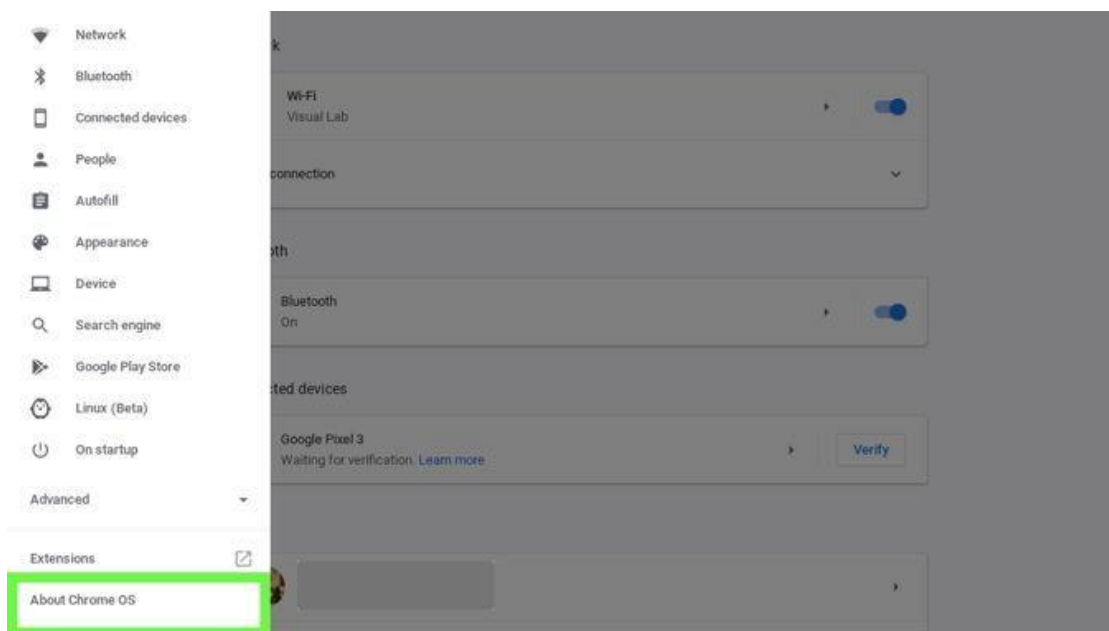 Network
Bluetooth
Connected devices
People
Autofill
Appearance
Device
Search engine
Google Play Store
Linux (Beta)
On startup
Advanced
Extensions
About Chrome OS
k
Wi-Fi
Visual Lab
connection
oth
Bluetooth
On
cted devices
Google Pixel 3
Waiting for verification. Learn more
Verify